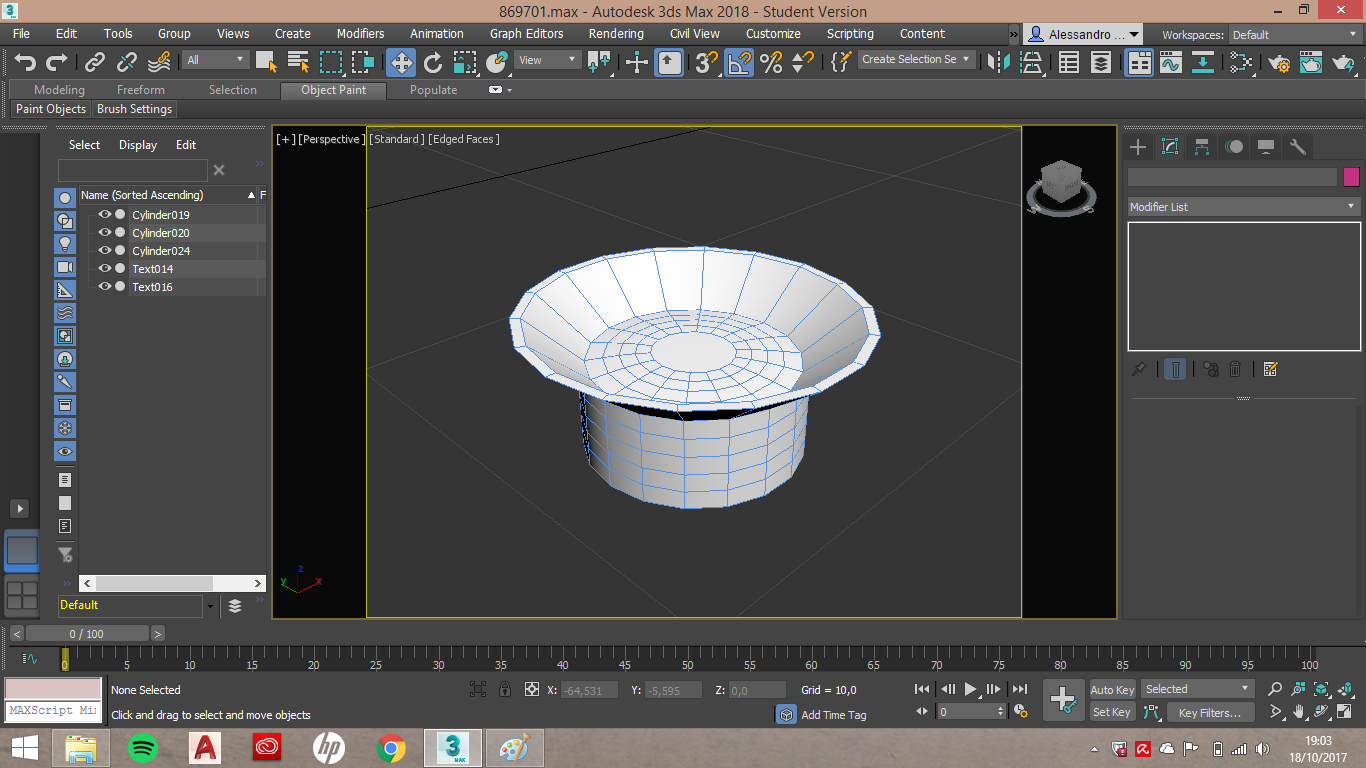 869701.max - Autodesk 3ds Max 2018 - Student Version
File Edit Tools Group Views Create Modifiers Animation Graph Editors Rendering Civil View Customize Scripting Content » Alessandro ... Workspaces: Default
All View Create Selection Se
Modeling Freeform Selection Object Paint Populate
Paint Objects Brush Settings
Select Display Edit
[+] [Perspective] [Standard] [Edged Faces]
Name (Sorted Ascending) F
Cylinder019
Cylinder020
Cylinder024
Text014
Text016
Modifier List
z
y x
Default
0 / 100
0 5 10 15 20 25 30 35 40 45 50 55 60 65 70 75 80 85 90 95 100
None Selected X: -64,531 Y: -5,595 Z: 0,0 Grid = 10,0 Auto Key Selected
MAXScript Mi Click and drag to select and move objects Add Time Tag 0 Set Key Key Filters...
3 MAX
19:03
18/10/2017